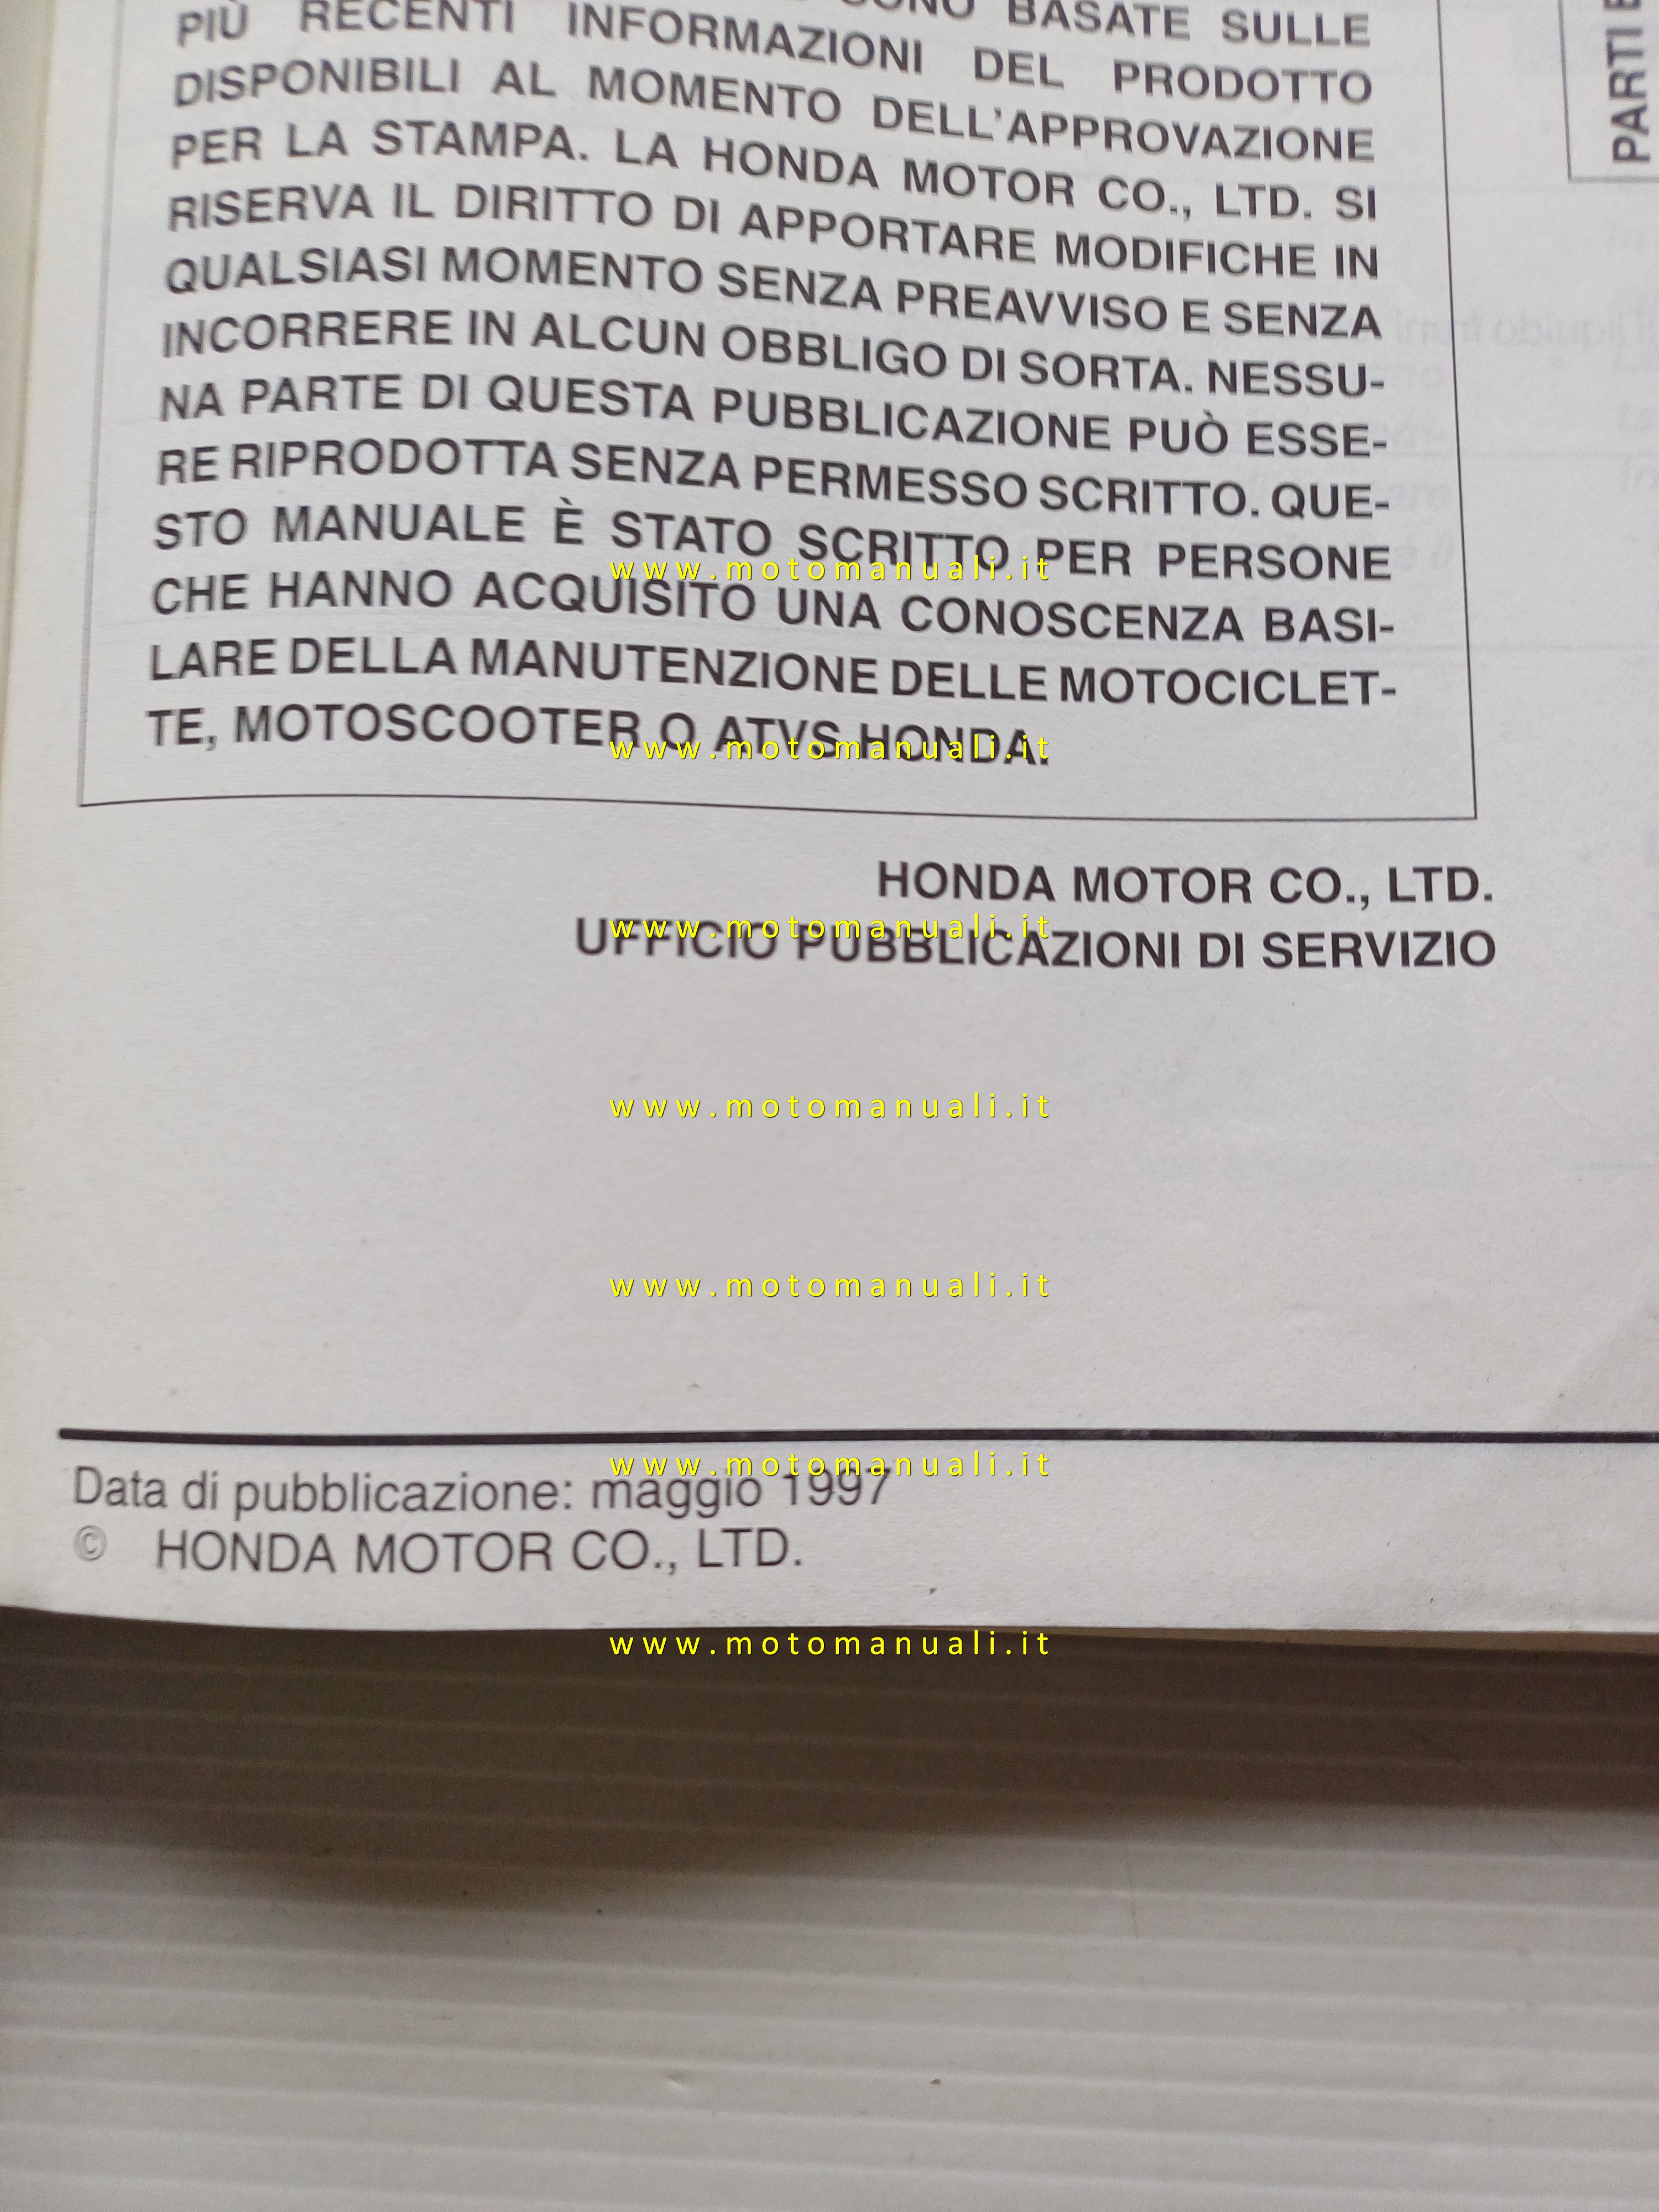 BASATE SULLE
PIÙ RECENTI INFORMAZIONI DEL PRODOTTO
DISPONIBILI AL MOMENTO DELL'APPROVAZIONE
PER LA STAMPA. LA HONDA MOTOR CO., LTD. SI
RISERVA IL DIRITTO DI APPORTARE MODIFICHE IN
QUALSIASI MOMENTO SENZA PREAVVISO E SENZA
INCORRERE IN ALCUN OBBLIGO DI SORTA. NESSU-
NA PARTE DI QUESTA PUBBLICAZIONE PUÒ ESSE-
RE RIPRODOTTA SENZA PERMESSO SCRITTO. QUE-
STO MANUALE È STATO SCRITTO PER PERSONE
www.motomanuali.it
CHE HANNO ACQUISITO UNA CONOSCENZA BASI-
LARE DELLA MANUTENZIONE DELLE MOTOCICLET-
TE, MOTOSCOOTER O ATVS HONDA.
www.motomanuali.it
HONDA MOTOR CO., LTD.
www.motomanuali.it
UFFICIO PUBBLICAZIONI DI SERVIZIO
www.motomanuali.it
www.motomanuali.it
www.motomanuali.it
Data di pubblicazione: maggio 1997
© HONDA MOTOR CO., LTD.
www.motomanuali.it
PARTI